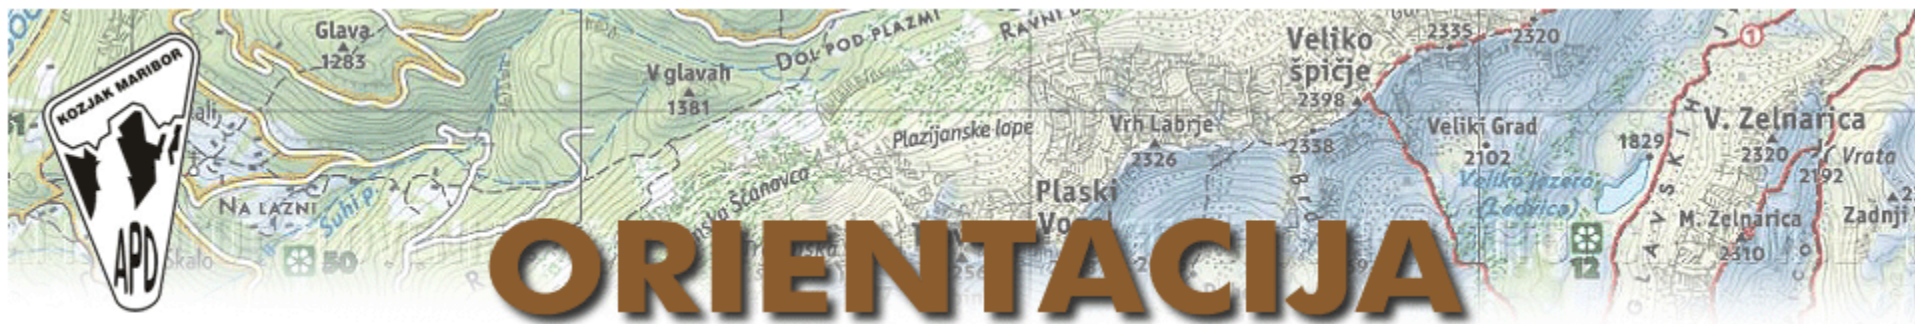 KOZJAK MARIBOR
APD
ORIENTACIJA
Glava
1283
V glavah
1381
DOL POD PLAZMI
Plazijanske lope
NA LAZNI
Suhi p.
50
Vrh Labrje
2326
Plaski
Veliko
špičje
2398
2335
2320
2338
Veliki Grad
2102
Veliko jezero
(Ledvica)
1829
1
12
V. Zelnarica
2320
Vrata
2192
M. Zelnarica
2310
Zadnji